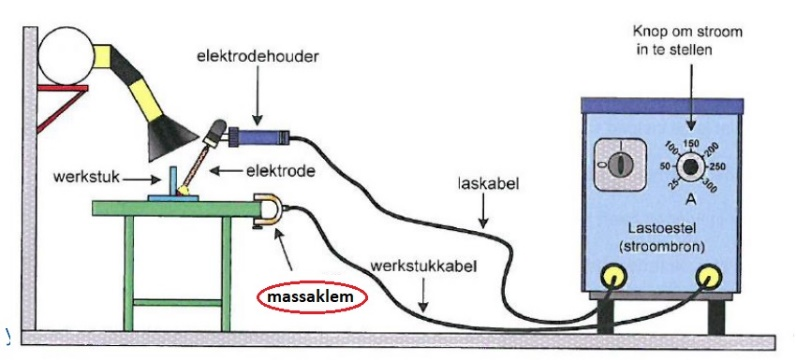 Knop om stroom
in te stellen
elektrodehouder
100 150 200
50 250
25 300
A
werkstuk
elektrode
laskabel
Lastoestel
(stroombron)
werkstukkabel
massaklem